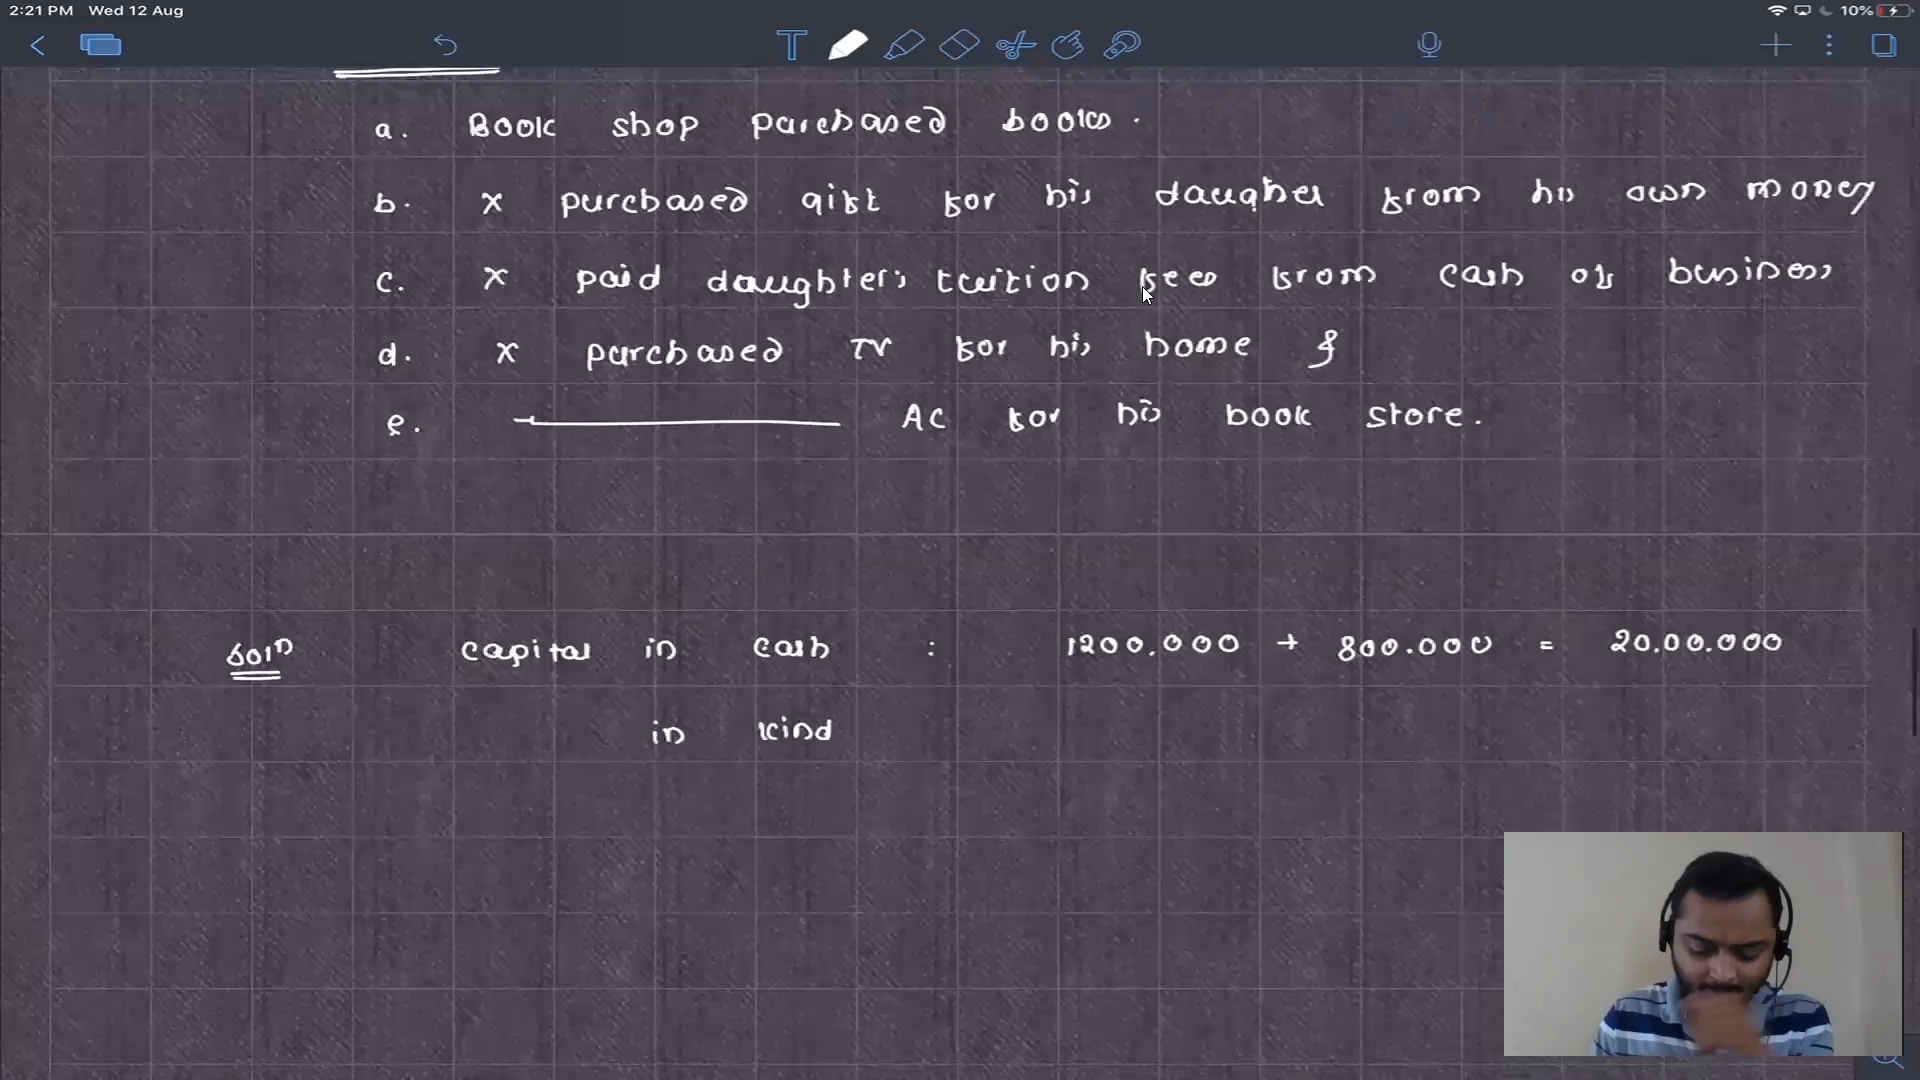 2:21 PM Wed 12 Aug 10%
a. Book shop purchased books.
b. x purchased gift for his daughter from his own money
c. x paid daughter's tuition fees from cash of business
d. x purchased TV for his home &
e. AC for his book store.
Soln capital in cash : 1200.000 + 800.000 = 20.00.000
in kind